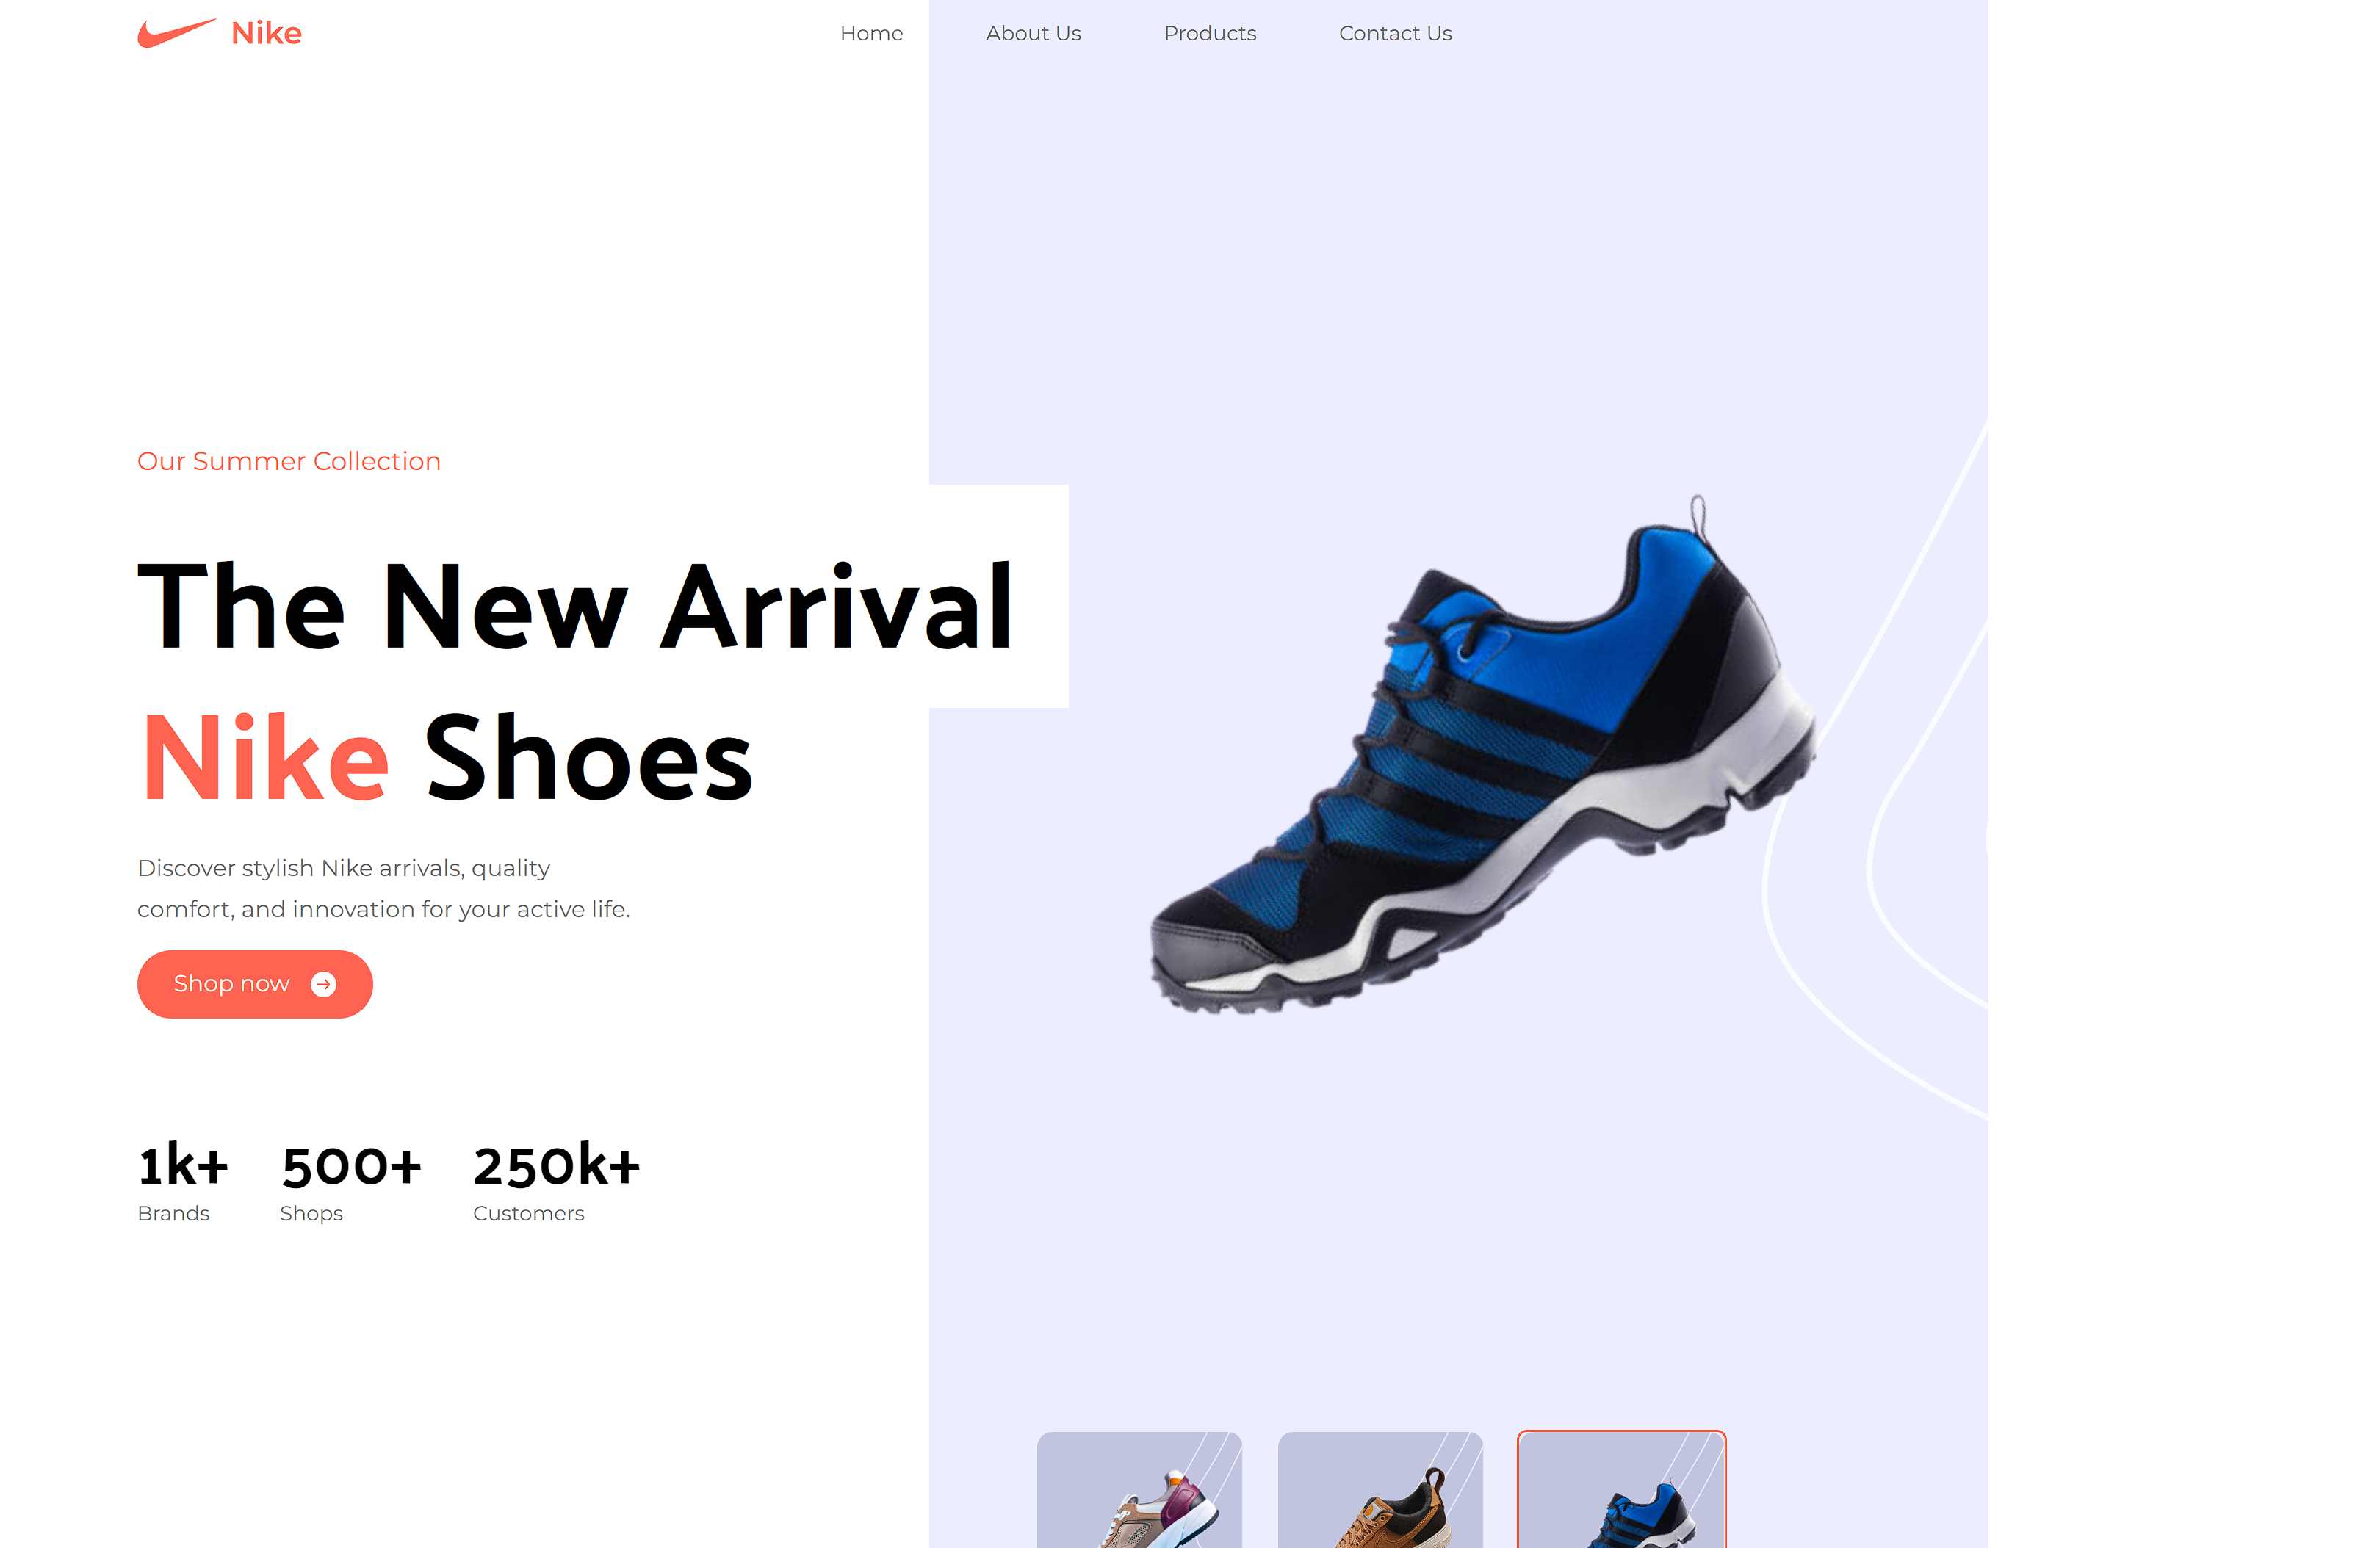 Nike
Home About Us Products Contact Us
Our Summer Collection
The New Arrival
Nike Shoes
Discover stylish Nike arrivals, quality
comfort, and innovation for your active life.
Shop now
1k+ 500+ 250k+
Brands Shops Customers